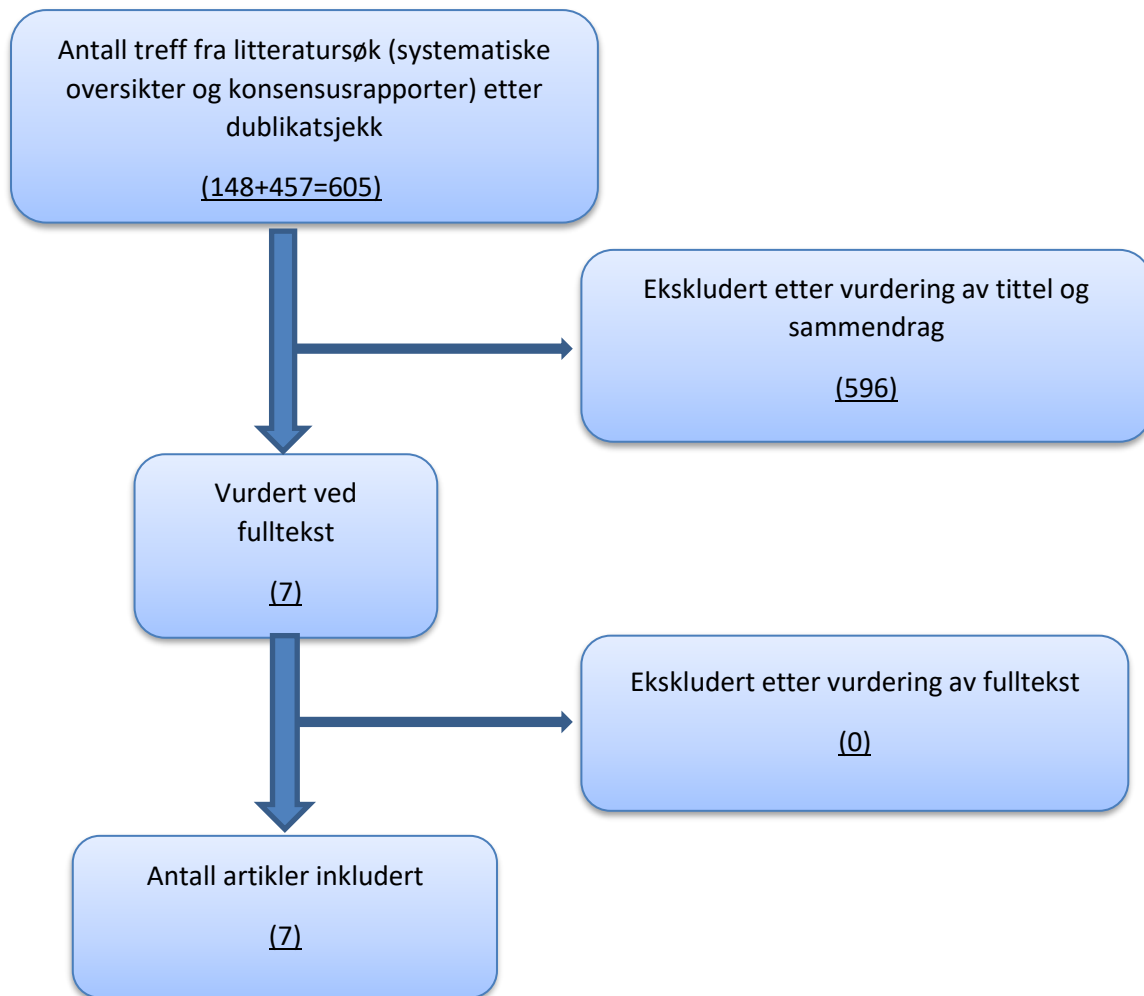 Antall treff fra litteratursøk (systematiske
oversikter og konsensusrapporter) etter
dublikatsjekk
(148+457=605)
Ekskludert etter vurdering av tittel og
sammendrag
(596)
Vurdert ved
fulltekst
(7)
Ekskludert etter vurdering av fulltekst
(0)
Antall artikler inkludert
(7)